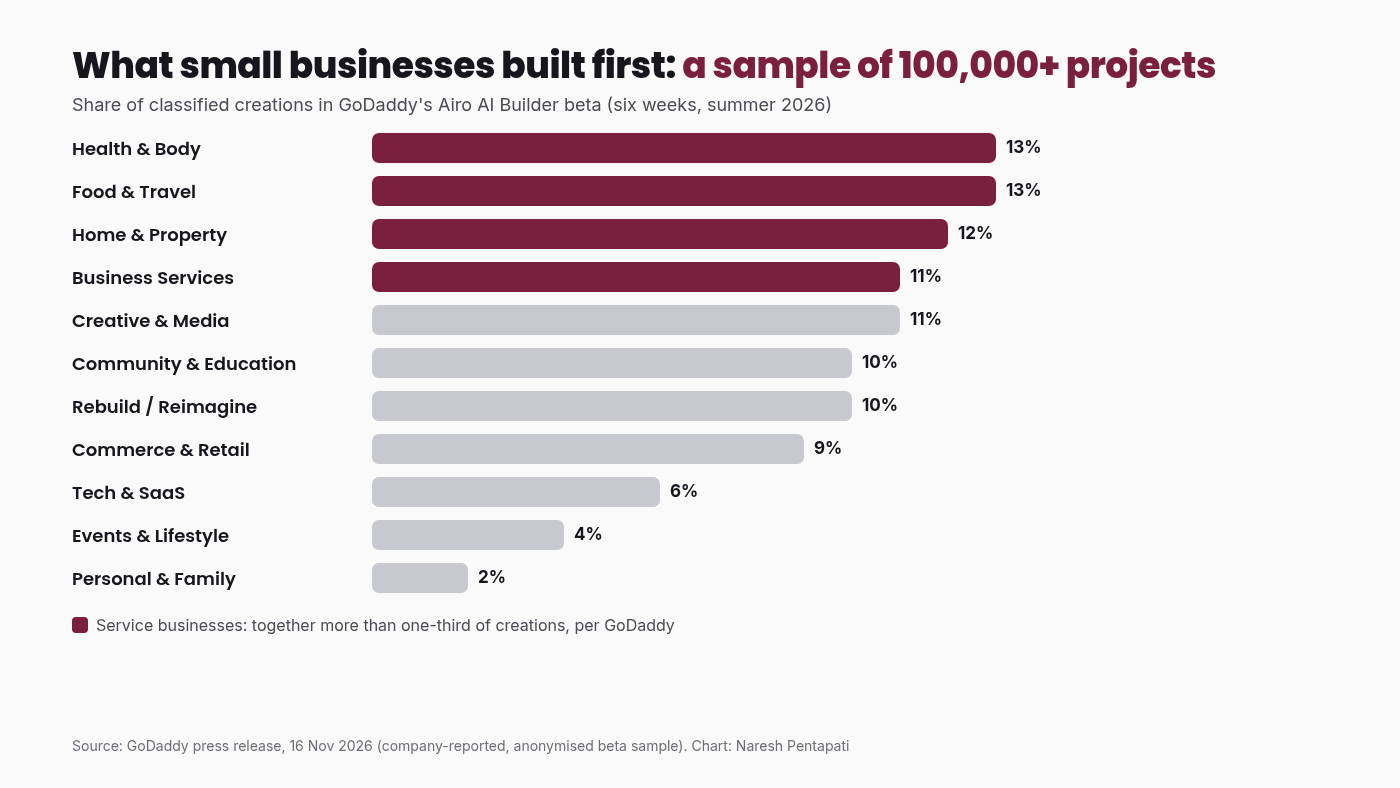 What small businesses built first: a sample of 100,000+ projects
Share of classified creations in GoDaddy's Airo AI Builder beta (six weeks, summer 2026)
Health & Body 13%
Food & Travel 13%
Home & Property 12%
Business Services 11%
Creative & Media 11%
Community & Education 10%
Rebuild / Reimagine 10%
Commerce & Retail 9%
Tech & SaaS 6%
Events & Lifestyle 4%
Personal & Family 2%
Service businesses: together more than one-third of creations, per GoDaddy
Source: GoDaddy press release, 16 Nov 2026 (company-reported, anonymised beta sample). Chart: Naresh Pentapati